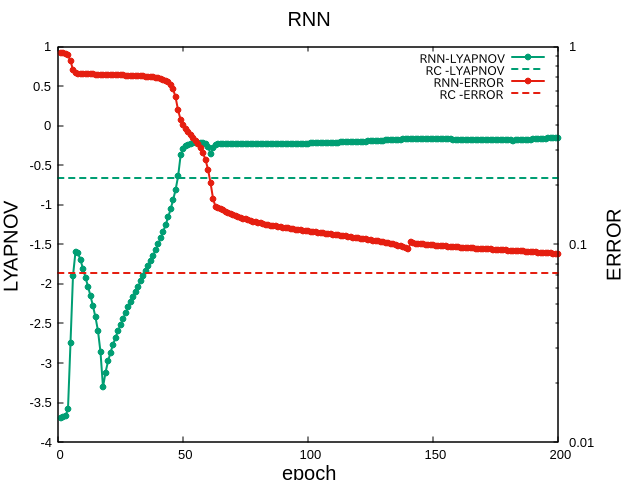 RNN
RNN-LYAPNOV
RC -LYAPNOV
RNN-ERROR
RC -ERROR
1
0.5
0
-0.5
-1
-1.5
-2
-2.5
-3
-3.5
-4
LYAPNOV
1
0.1
0.01
ERROR
0 50 100 150 200
epoch